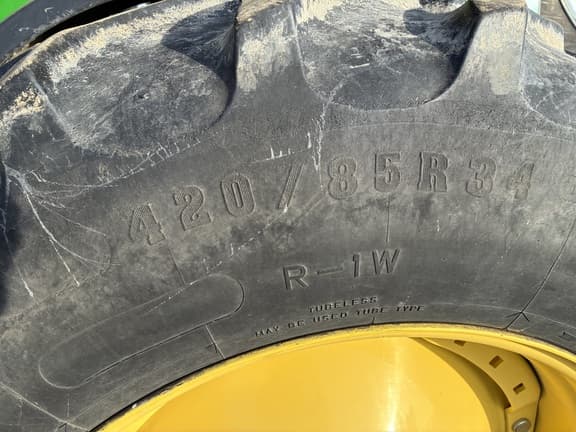 420/85R34
R-1W
TUBELESS
MAY BE USED TUBE TYPE